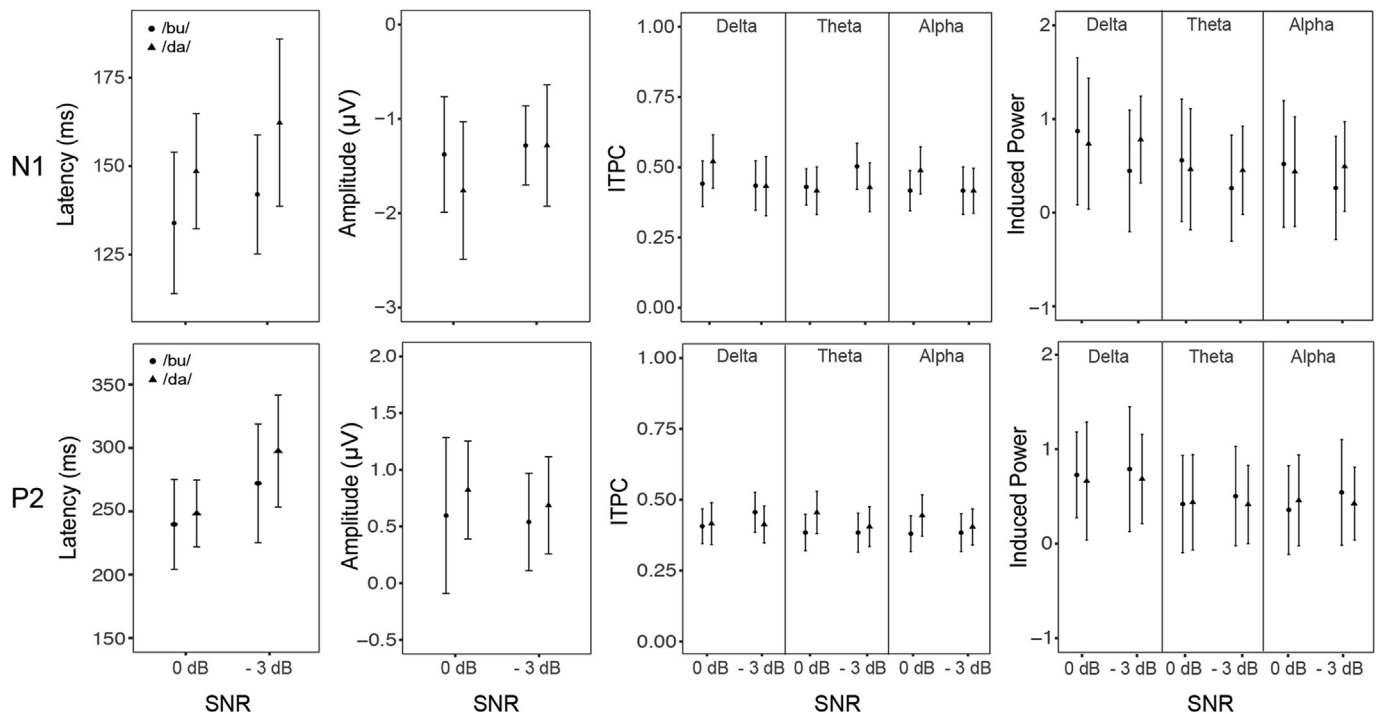 N1
Latency (ms)
175
150
125
● /bu/
▲ /da/
Amplitude (µV)
0
−1
−2
−3
ITPC
1.00
0.75
0.50
0.25
0.00
Delta
Theta
Alpha
Induced Power
2
1
0
−1
Delta
Theta
Alpha
P2
Latency (ms)
350
300
250
200
150
● /bu/
▲ /da/
0 dB
- 3 dB
SNR
Amplitude (µV)
2.0
1.5
1.0
0.5
0.0
−0.5
0 dB
- 3 dB
SNR
ITPC
1.00
0.75
0.50
0.25
0.00
Delta
Theta
Alpha
0 dB
- 3 dB
0 dB
- 3 dB
0 dB
- 3 dB
SNR
Induced Power
2
1
0
−1
Delta
Theta
Alpha
0 dB
- 3 dB
0 dB
- 3 dB
0 dB
- 3 dB
SNR